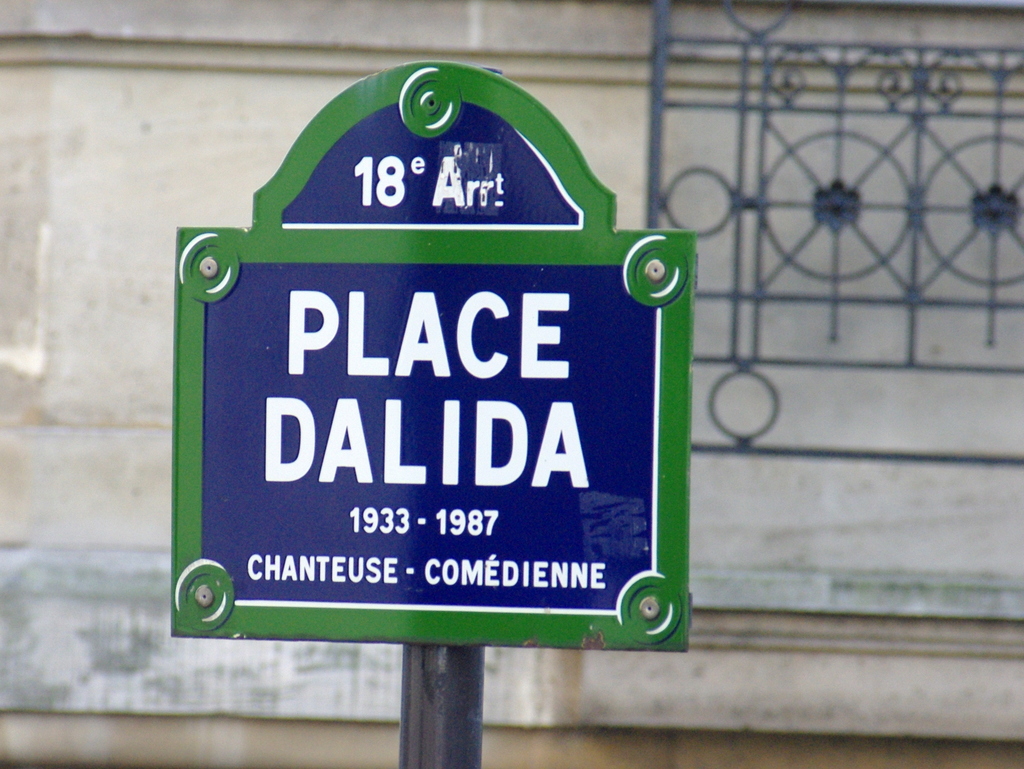 18e Arrt
PLACE
DALIDA
1933 - 1987
CHANTEUSE - COMÉDIENNE